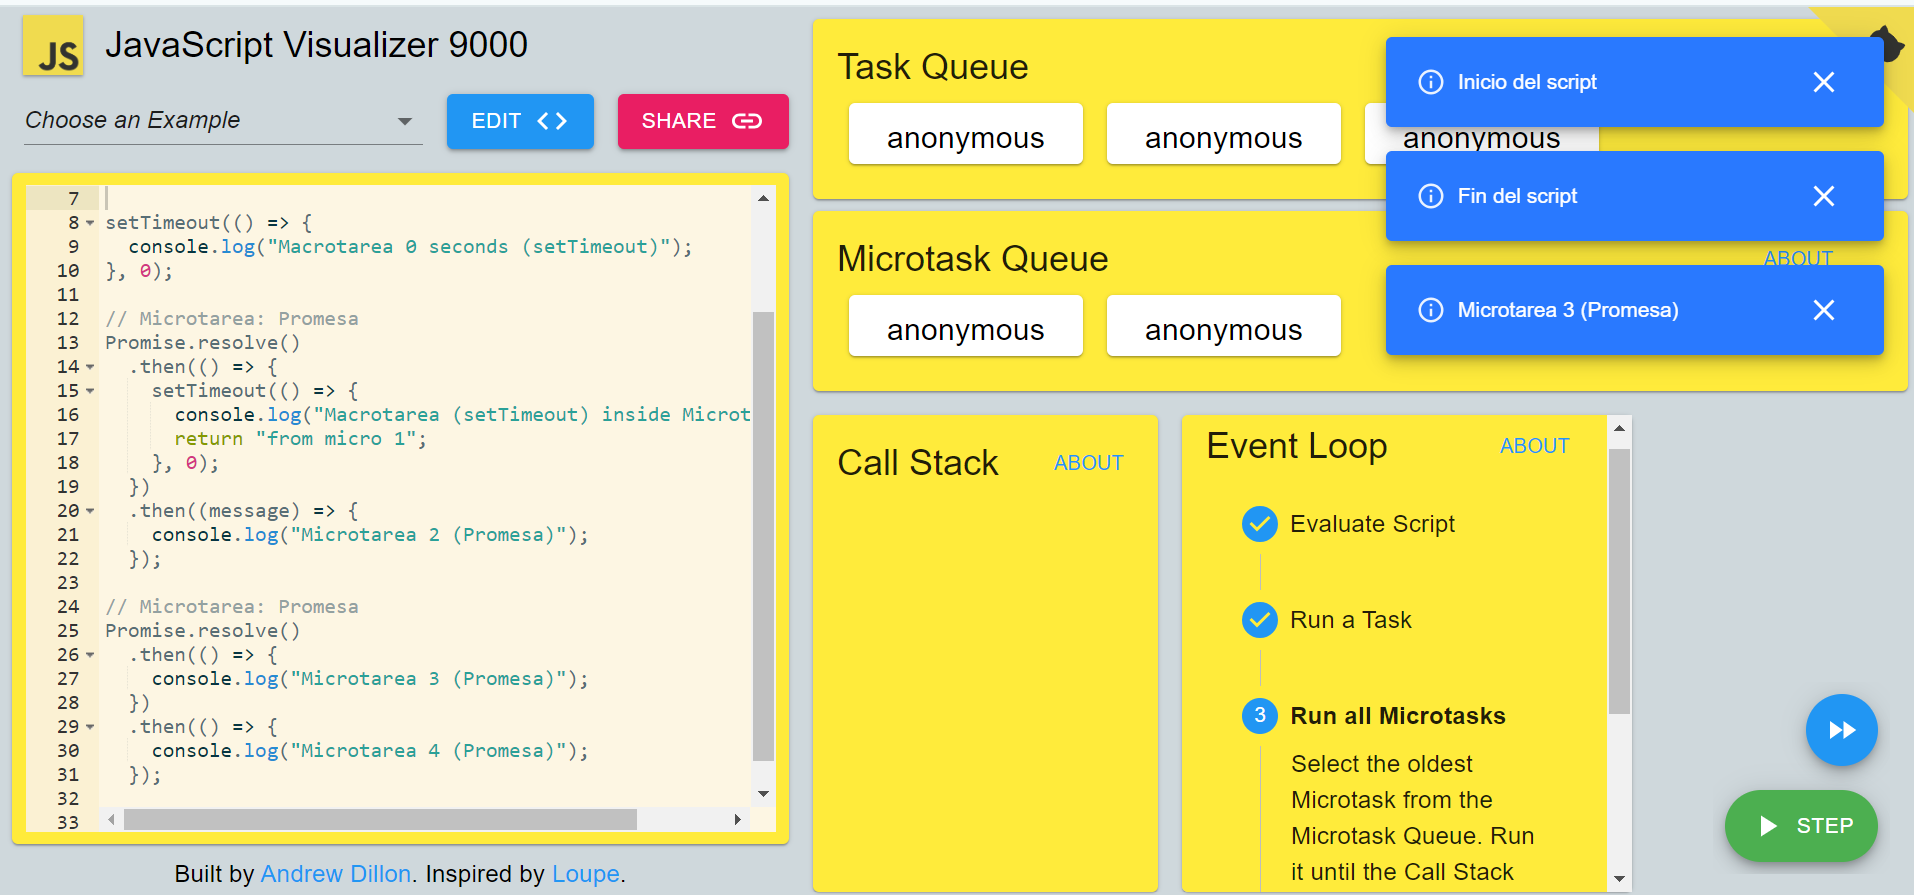 JS JavaScript Visualizer 9000
Choose an Example
EDIT
SHARE
7
8 setTimeout(() => {
9 console.log("Macrotarea 0 seconds (setTimeout)");
10 }, 0);
11
12 // Microtarea: Promesa
13 Promise.resolve()
14 .then(() => {
15 setTimeout(() => {
16 console.log("Macrotarea (setTimeout) inside Microt
17 return "from micro 1";
18 }, 0);
19 })
20 .then((message) => {
21 console.log("Microtarea 2 (Promesa)");
22 });
23
24 // Microtarea: Promesa
25 Promise.resolve()
26 .then(() => {
27 console.log("Microtarea 3 (Promesa)");
28 })
29 .then(() => {
30 console.log("Microtarea 4 (Promesa)");
31 });
32
33
Built by Andrew Dillon. Inspired by Loupe.
Task Queue
anonymous anonymous anonymous
Microtask Queue
ABOUT
anonymous anonymous
Inicio del script
Fin del script
Microtarea 3 (Promesa)
Call Stack
ABOUT
Event Loop
ABOUT
Evaluate Script
Run a Task
3 Run all Microtasks
Select the oldest
Microtask from the
Microtask Queue. Run
it until the Call Stack
STEP